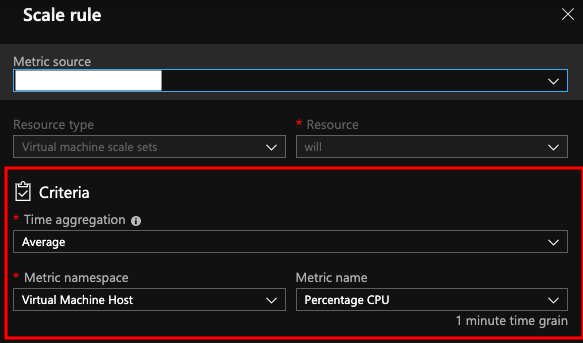 Scale rule
Metric source
Resource type
* Resource
Virtual machine scale sets
will
Criteria
* Time aggregation
Average
* Metric namespace
Metric name
Virtual Machine Host
Percentage CPU
1 minute time grain